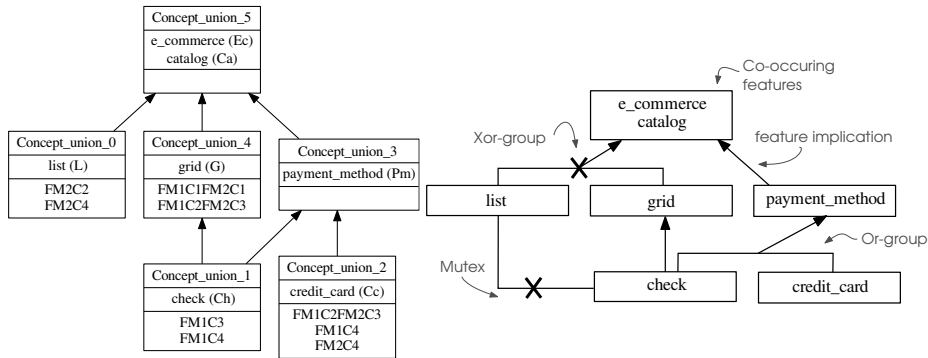 Concept_union_5
e_commerce (Ec)
catalog (Ca)
Concept_union_0
list (L)
FM2C2
FM2C4
Concept_union_4
grid (G)
FM1C1FM2C1
FM1C2FM2C3
Concept_union_3
payment_method (Pm)
Concept_union_1
check (Ch)
FM1C3
FM1C4
Concept_union_2
credit_card (Cc)
FM1C2FM2C3
FM1C4
FM2C4
Co-occuring
features
e_commerce
catalog
Xor-group
feature implication
list
grid
payment_method
Or-group
Mutex
check
credit_card